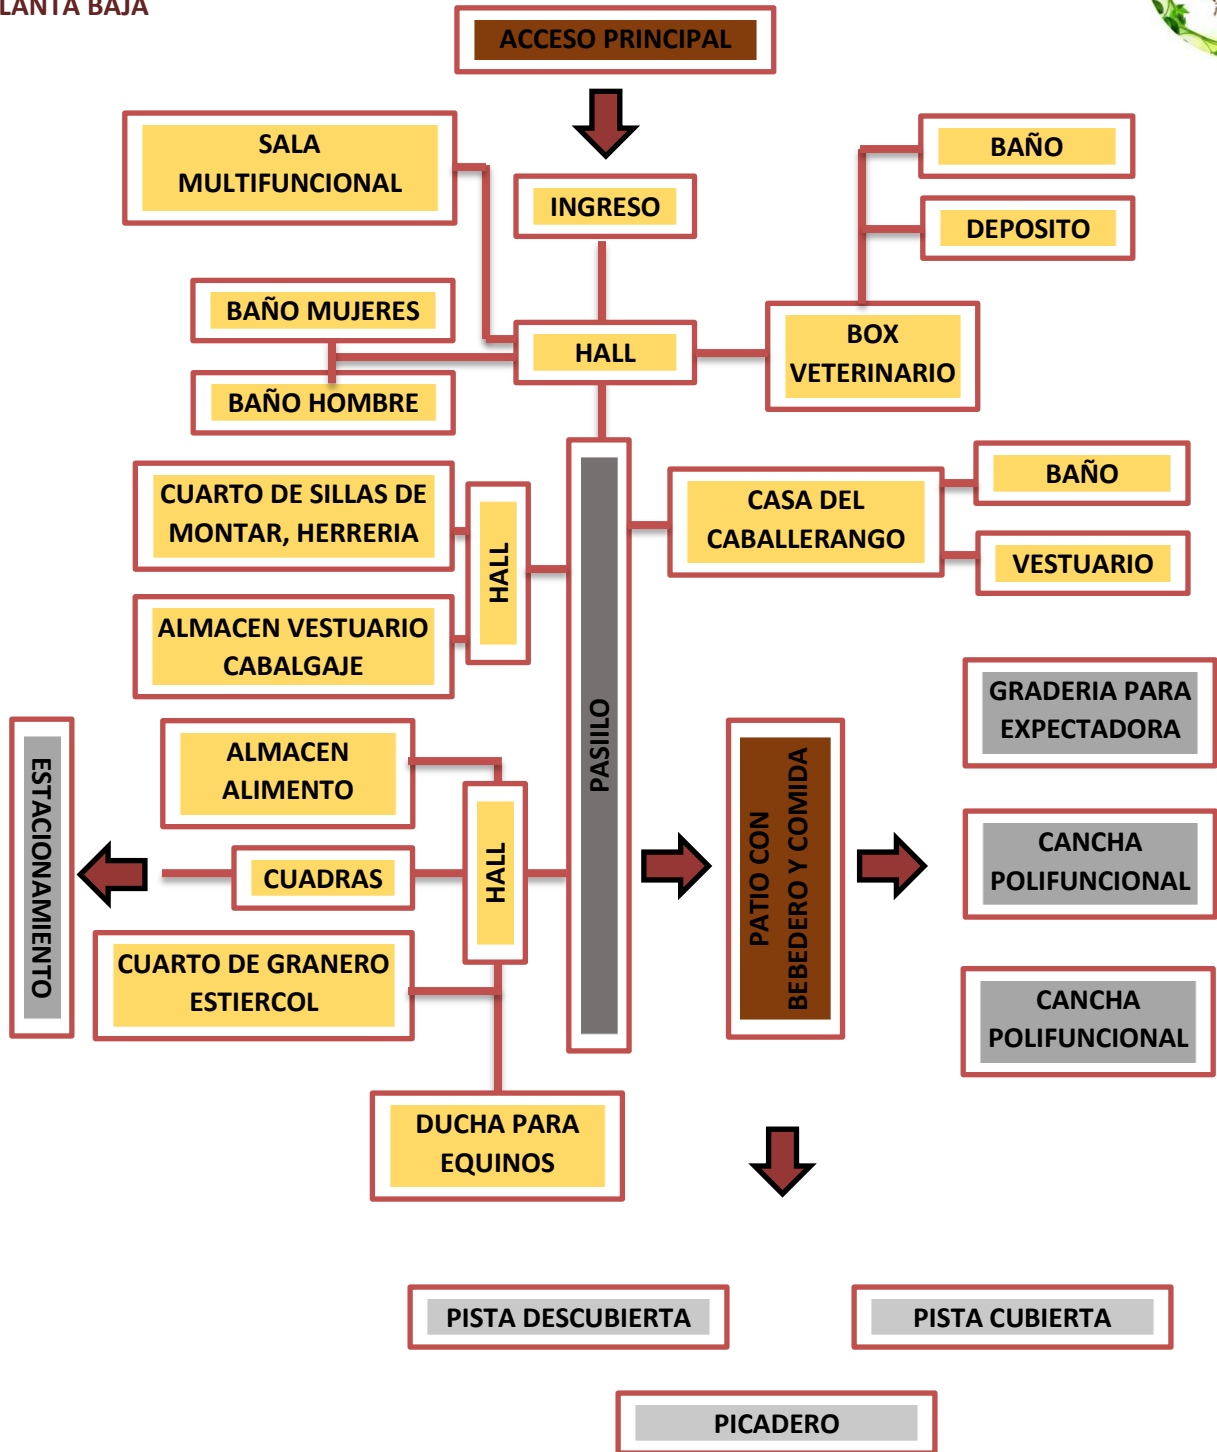 LANTA BAJA
ACCESO PRINCIPAL
SALA
MULTIFUNCIONAL
INGRESO
BAÑO
DEPOSITO
BAÑO MUJERES
HALL
BOX
VETERINARIO
BAÑO HOMBRE
CUARTO DE SILLAS DE
MONTAR, HERRERIA
HALL
ALMACEN VESTUARIO
CABALGAJE
PASIILO
CASA DEL
CABALLERANGO
BAÑO
VESTUARIO
GRADERIA PARA
EXPECTADORA
ESTACIONAMIENTO
ALMACEN
ALIMENTO
CUADRAS
HALL
CUARTO DE GRANERO
ESTIERCOL
PATIO CON
BEBEDERO Y COMIDA
CANCHA
POLIFUNCIONAL
CANCHA
POLIFUNCIONAL
DUCHA PARA
EQUINOS
PISTA DESCUBIERTA
PISTA CUBIERTA
PICADERO